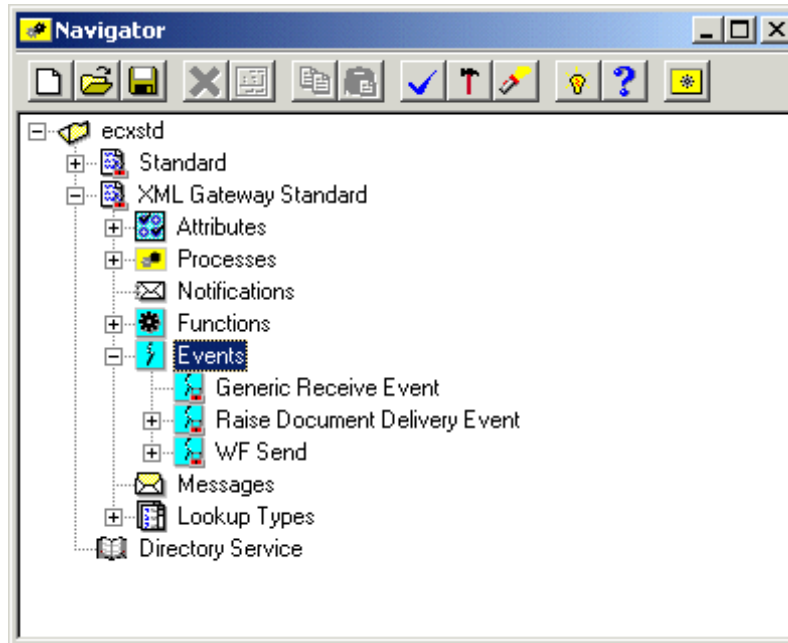 Navigator
ecxstd
Standard
XML Gateway Standard
Attributes
Processes
Notifications
Functions
Events
Generic Receive Event
Raise Document Delivery Event
WF Send
Messages
Lookup Types
Directory Service